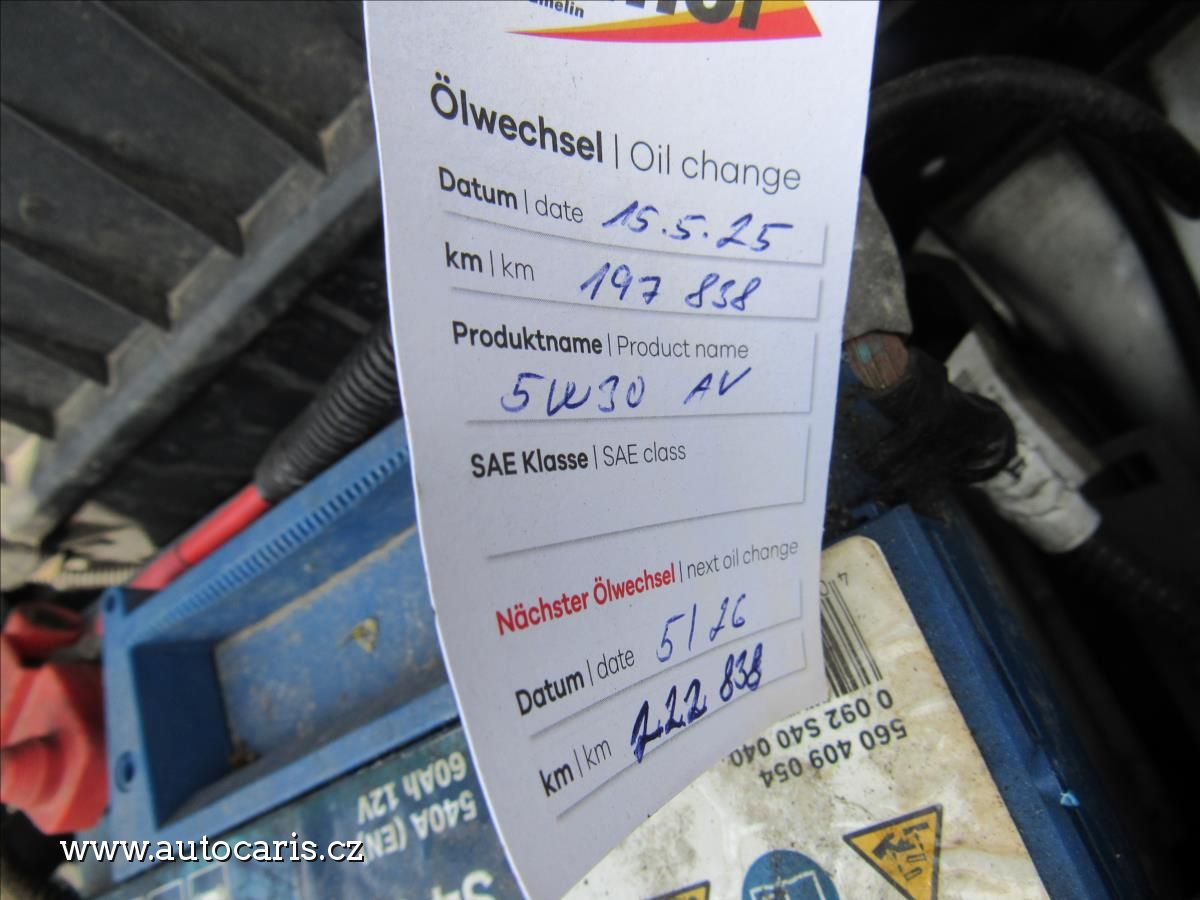 Ölwechsel | Oil change
Datum | date 15.5.25
km | km 197 838
Produktname | Product name
5W30 AV
SAE Klasse | SAE class
Nächster Ölwechsel | next oil change
Datum | date 5/26
km | km 222 838
560 409 054
0 092 S40 040
540A (EN)
60Ah 12V
www.autocaris.cz